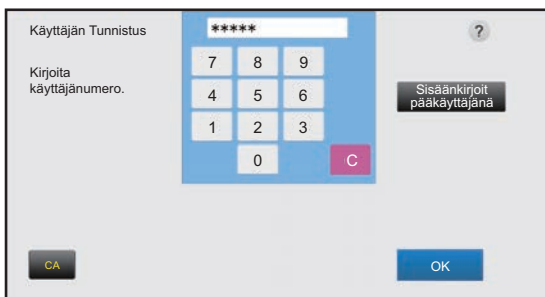 Käyttäjän Tunnistus
*****
?
Kirjoita
käyttäjänumero.
7 8 9
4 5 6
1 2 3
0 C
Sisäänkirjoit
pääkäyttäjänä
CA
OK